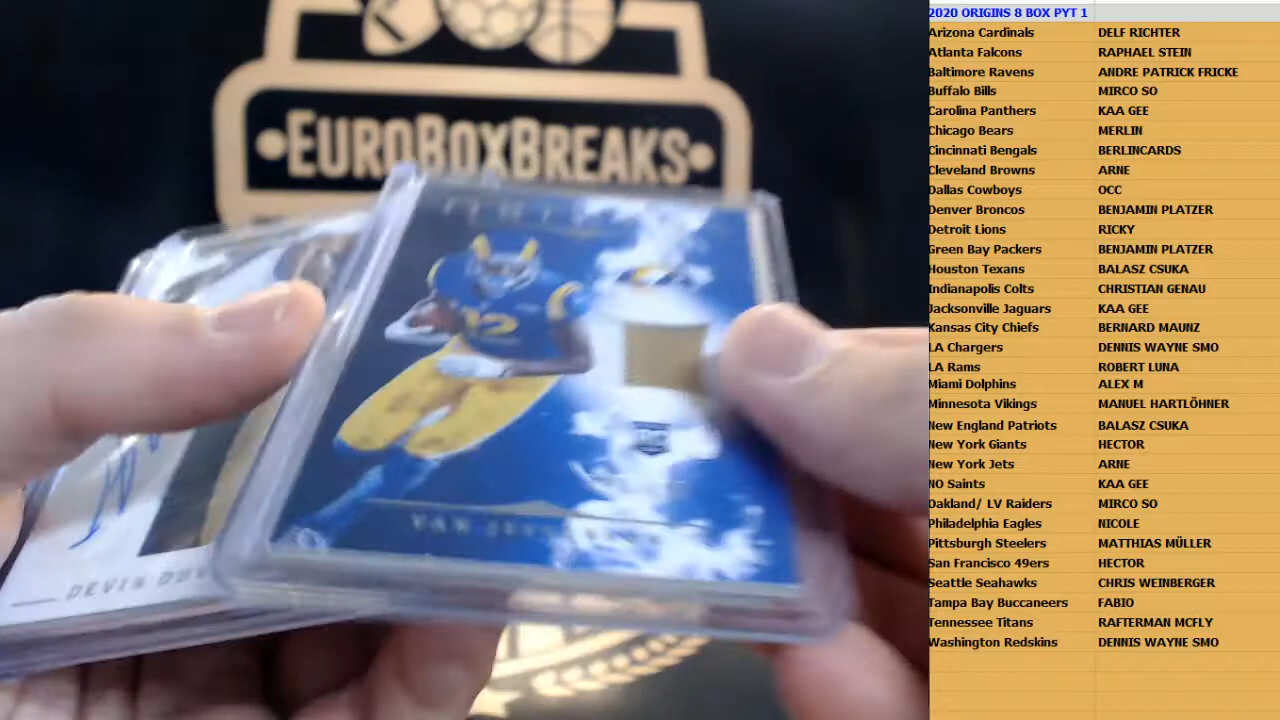 EUROBOXBREAKS
12
VAN JEFF
DEVIN DUV
2020 ORIGINS 8 BOX PYT 1
Arizona Cardinals DELF RICHTER
Atlanta Falcons RAPHAEL STEIN
Baltimore Ravens ANDRE PATRICK FRICKE
Buffalo Bills MIRCO SO
Carolina Panthers KAA GEE
Chicago Bears MERLIN
Cincinnati Bengals BERLINCARDS
Cleveland Browns ARNE
Dallas Cowboys OCC
Denver Broncos BENJAMIN PLATZER
Detroit Lions RICKY
Green Bay Packers BENJAMIN PLATZER
Houston Texans BALASZ CSUKA
Indianapolis Colts CHRISTIAN GENAU
Jacksonville Jaguars KAA GEE
Kansas City Chiefs BERNARD MAUNZ
LA Chargers DENNIS WAYNE SMO
LA Rams ROBERT LUNA
Miami Dolphins ALEX M
Minnesota Vikings MANUEL HARTLÖHNER
New England Patriots BALASZ CSUKA
New York Giants HECTOR
New York Jets ARNE
NO Saints KAA GEE
Oakland/ LV Raiders MIRCO SO
Philadelphia Eagles NICOLE
Pittsburgh Steelers MATTHIAS MÜLLER
San Francisco 49ers HECTOR
Seattle Seahawks CHRIS WEINBERGER
Tampa Bay Buccaneers FABIO
Tennessee Titans RAFTERMAN MCFLY
Washington Redskins DENNIS WAYNE SMO